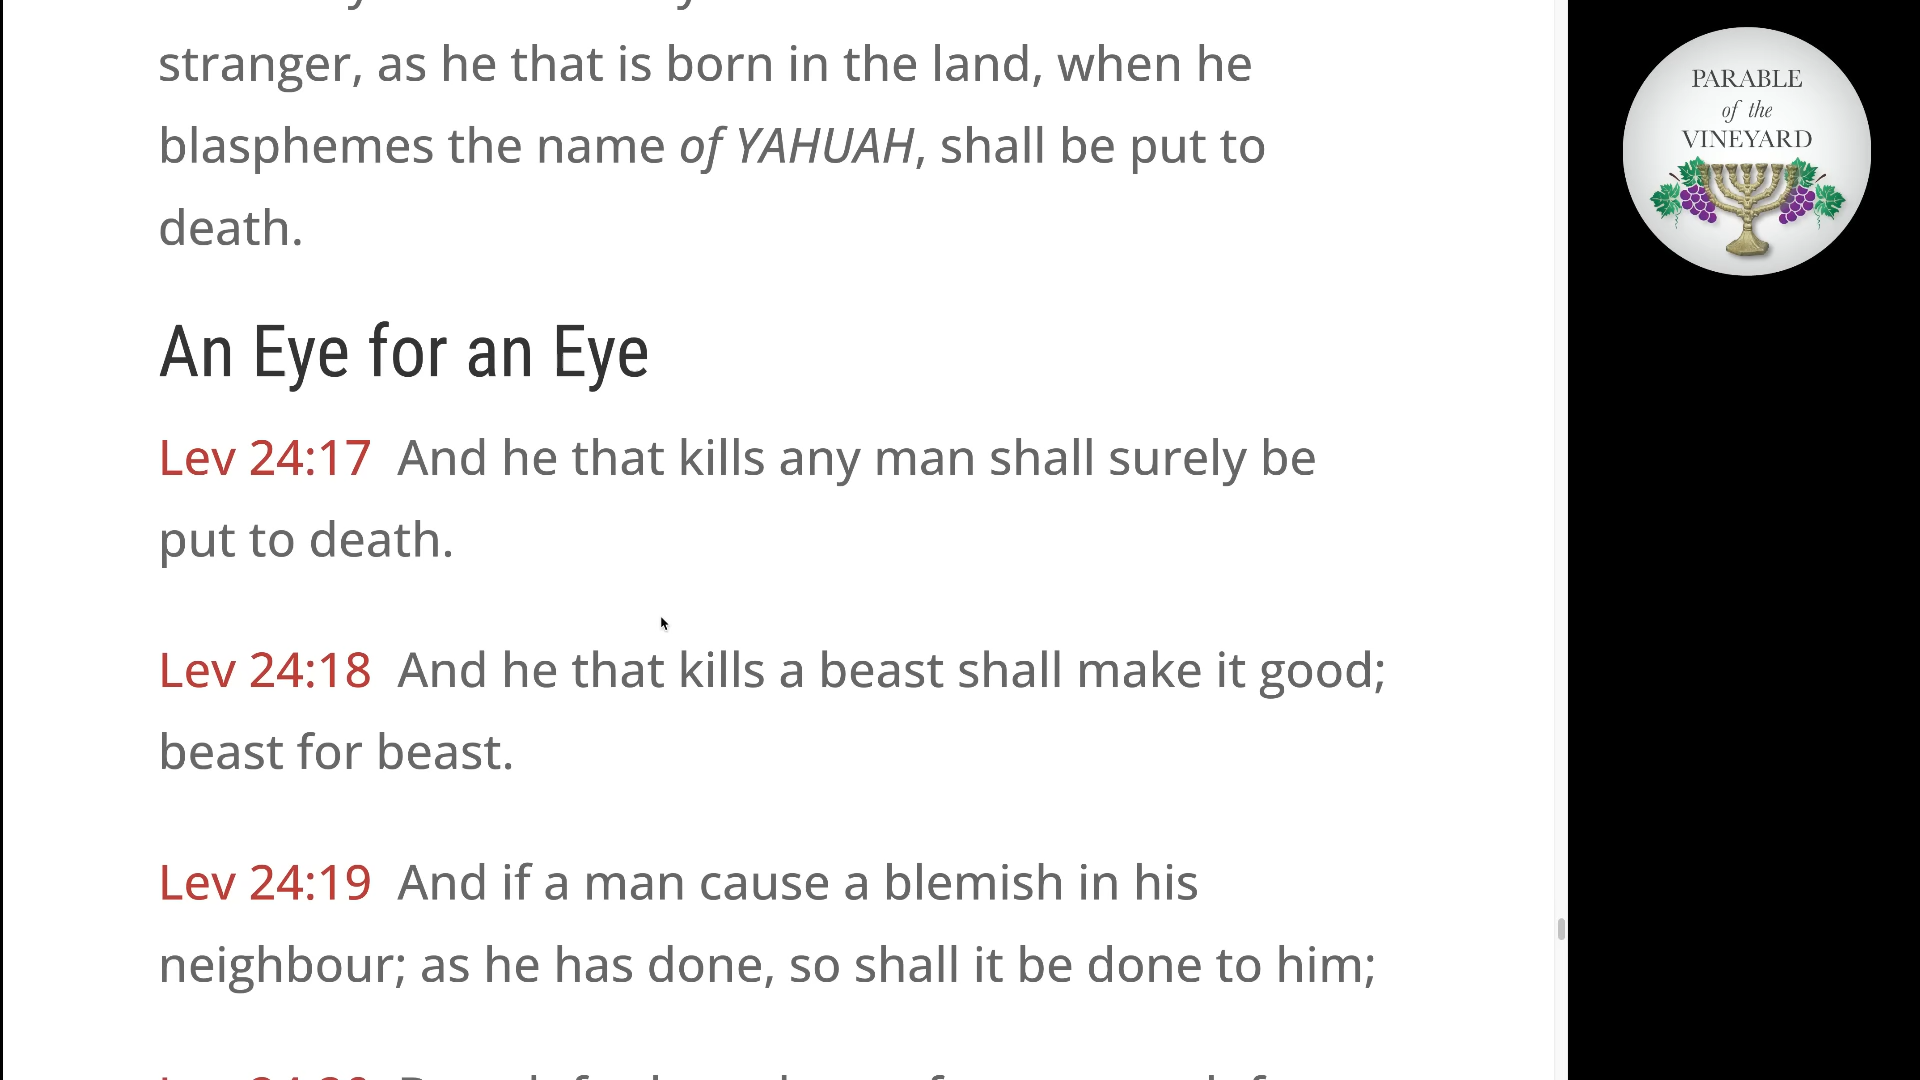 stranger, as he that is born in the land, when he
blasphemes the name of YAHUAH, shall be put to
death.
An Eye for an Eye
Lev 24:17 And he that kills any man shall surely be
put to death.
Lev 24:18 And he that kills a beast shall make it good;
beast for beast.
Lev 24:19 And if a man cause a blemish in his
neighbour; as he has done, so shall it be done to him;
PARABLE
of the
VINEYARD